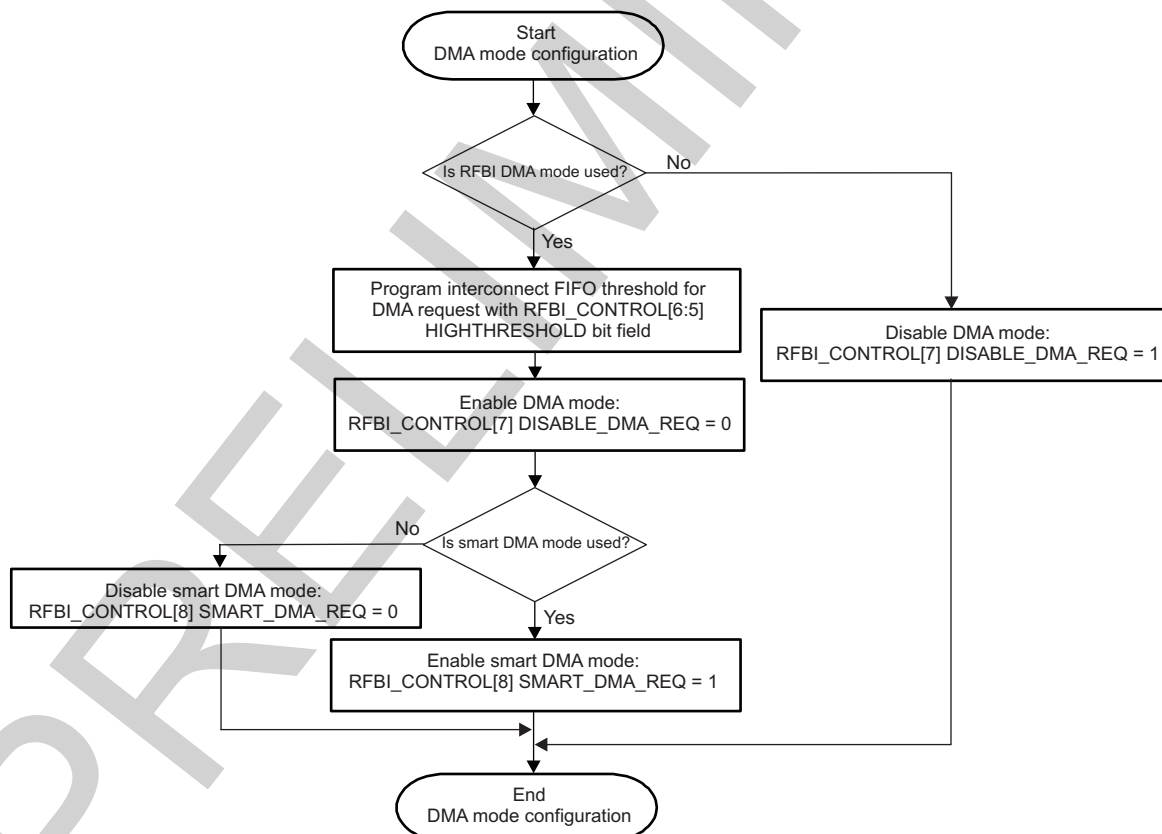 Start
DMA mode configuration
Is RFBI DMA mode used?
No
Yes
Program interconnect FIFO threshold for
DMA request with RFBI_CONTROL[6:5]
HIGHTHRESHOLD bit field
Disable DMA mode:
RFBI_CONTROL[7] DISABLE_DMA_REQ = 1
Enable DMA mode:
RFBI_CONTROL[7] DISABLE_DMA_REQ = 0
No
Is smart DMA mode used?
Disable smart DMA mode:
RFBI_CONTROL[8] SMART_DMA_REQ = 0
Yes
Enable smart DMA mode:
RFBI_CONTROL[8] SMART_DMA_REQ = 1
End
DMA mode configuration
PRELIMI